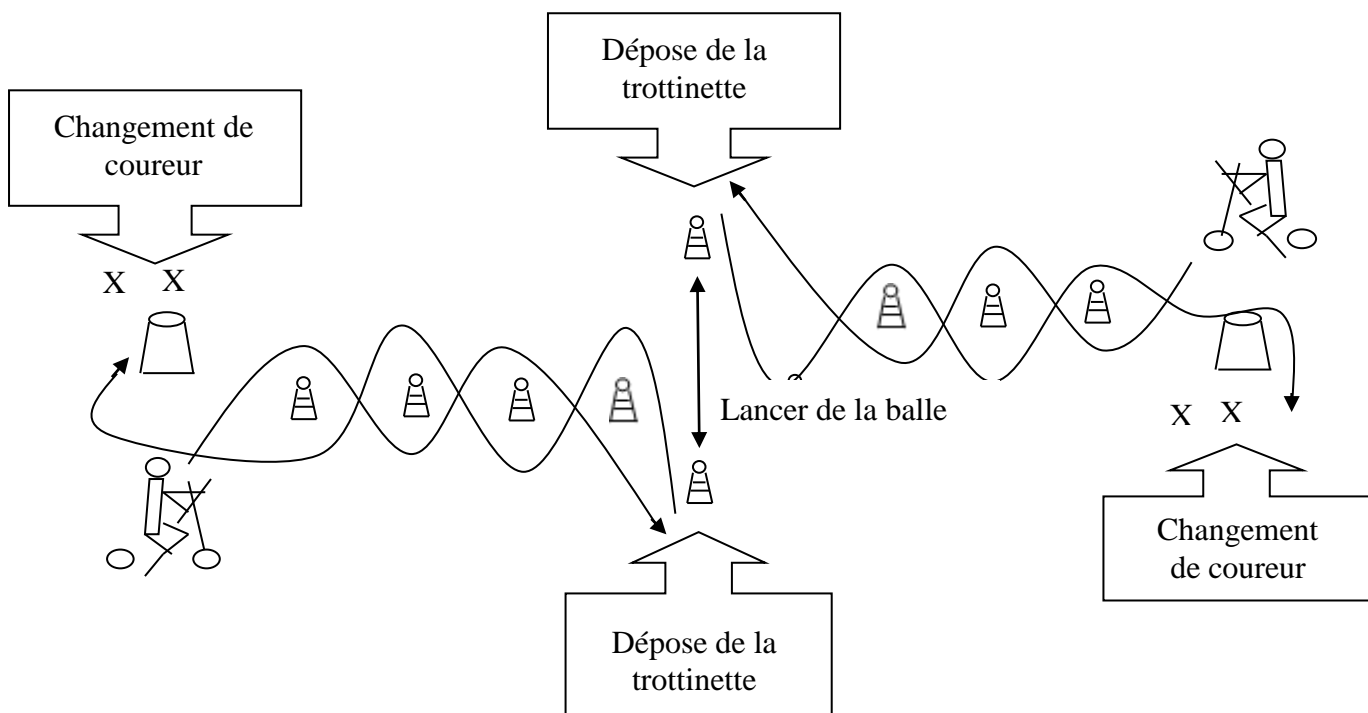 Dépose de la
trottinette
Changement de
coureur
X X
Lancer de la balle
X X
Changement
de coureur
Dépose de la
trottinette